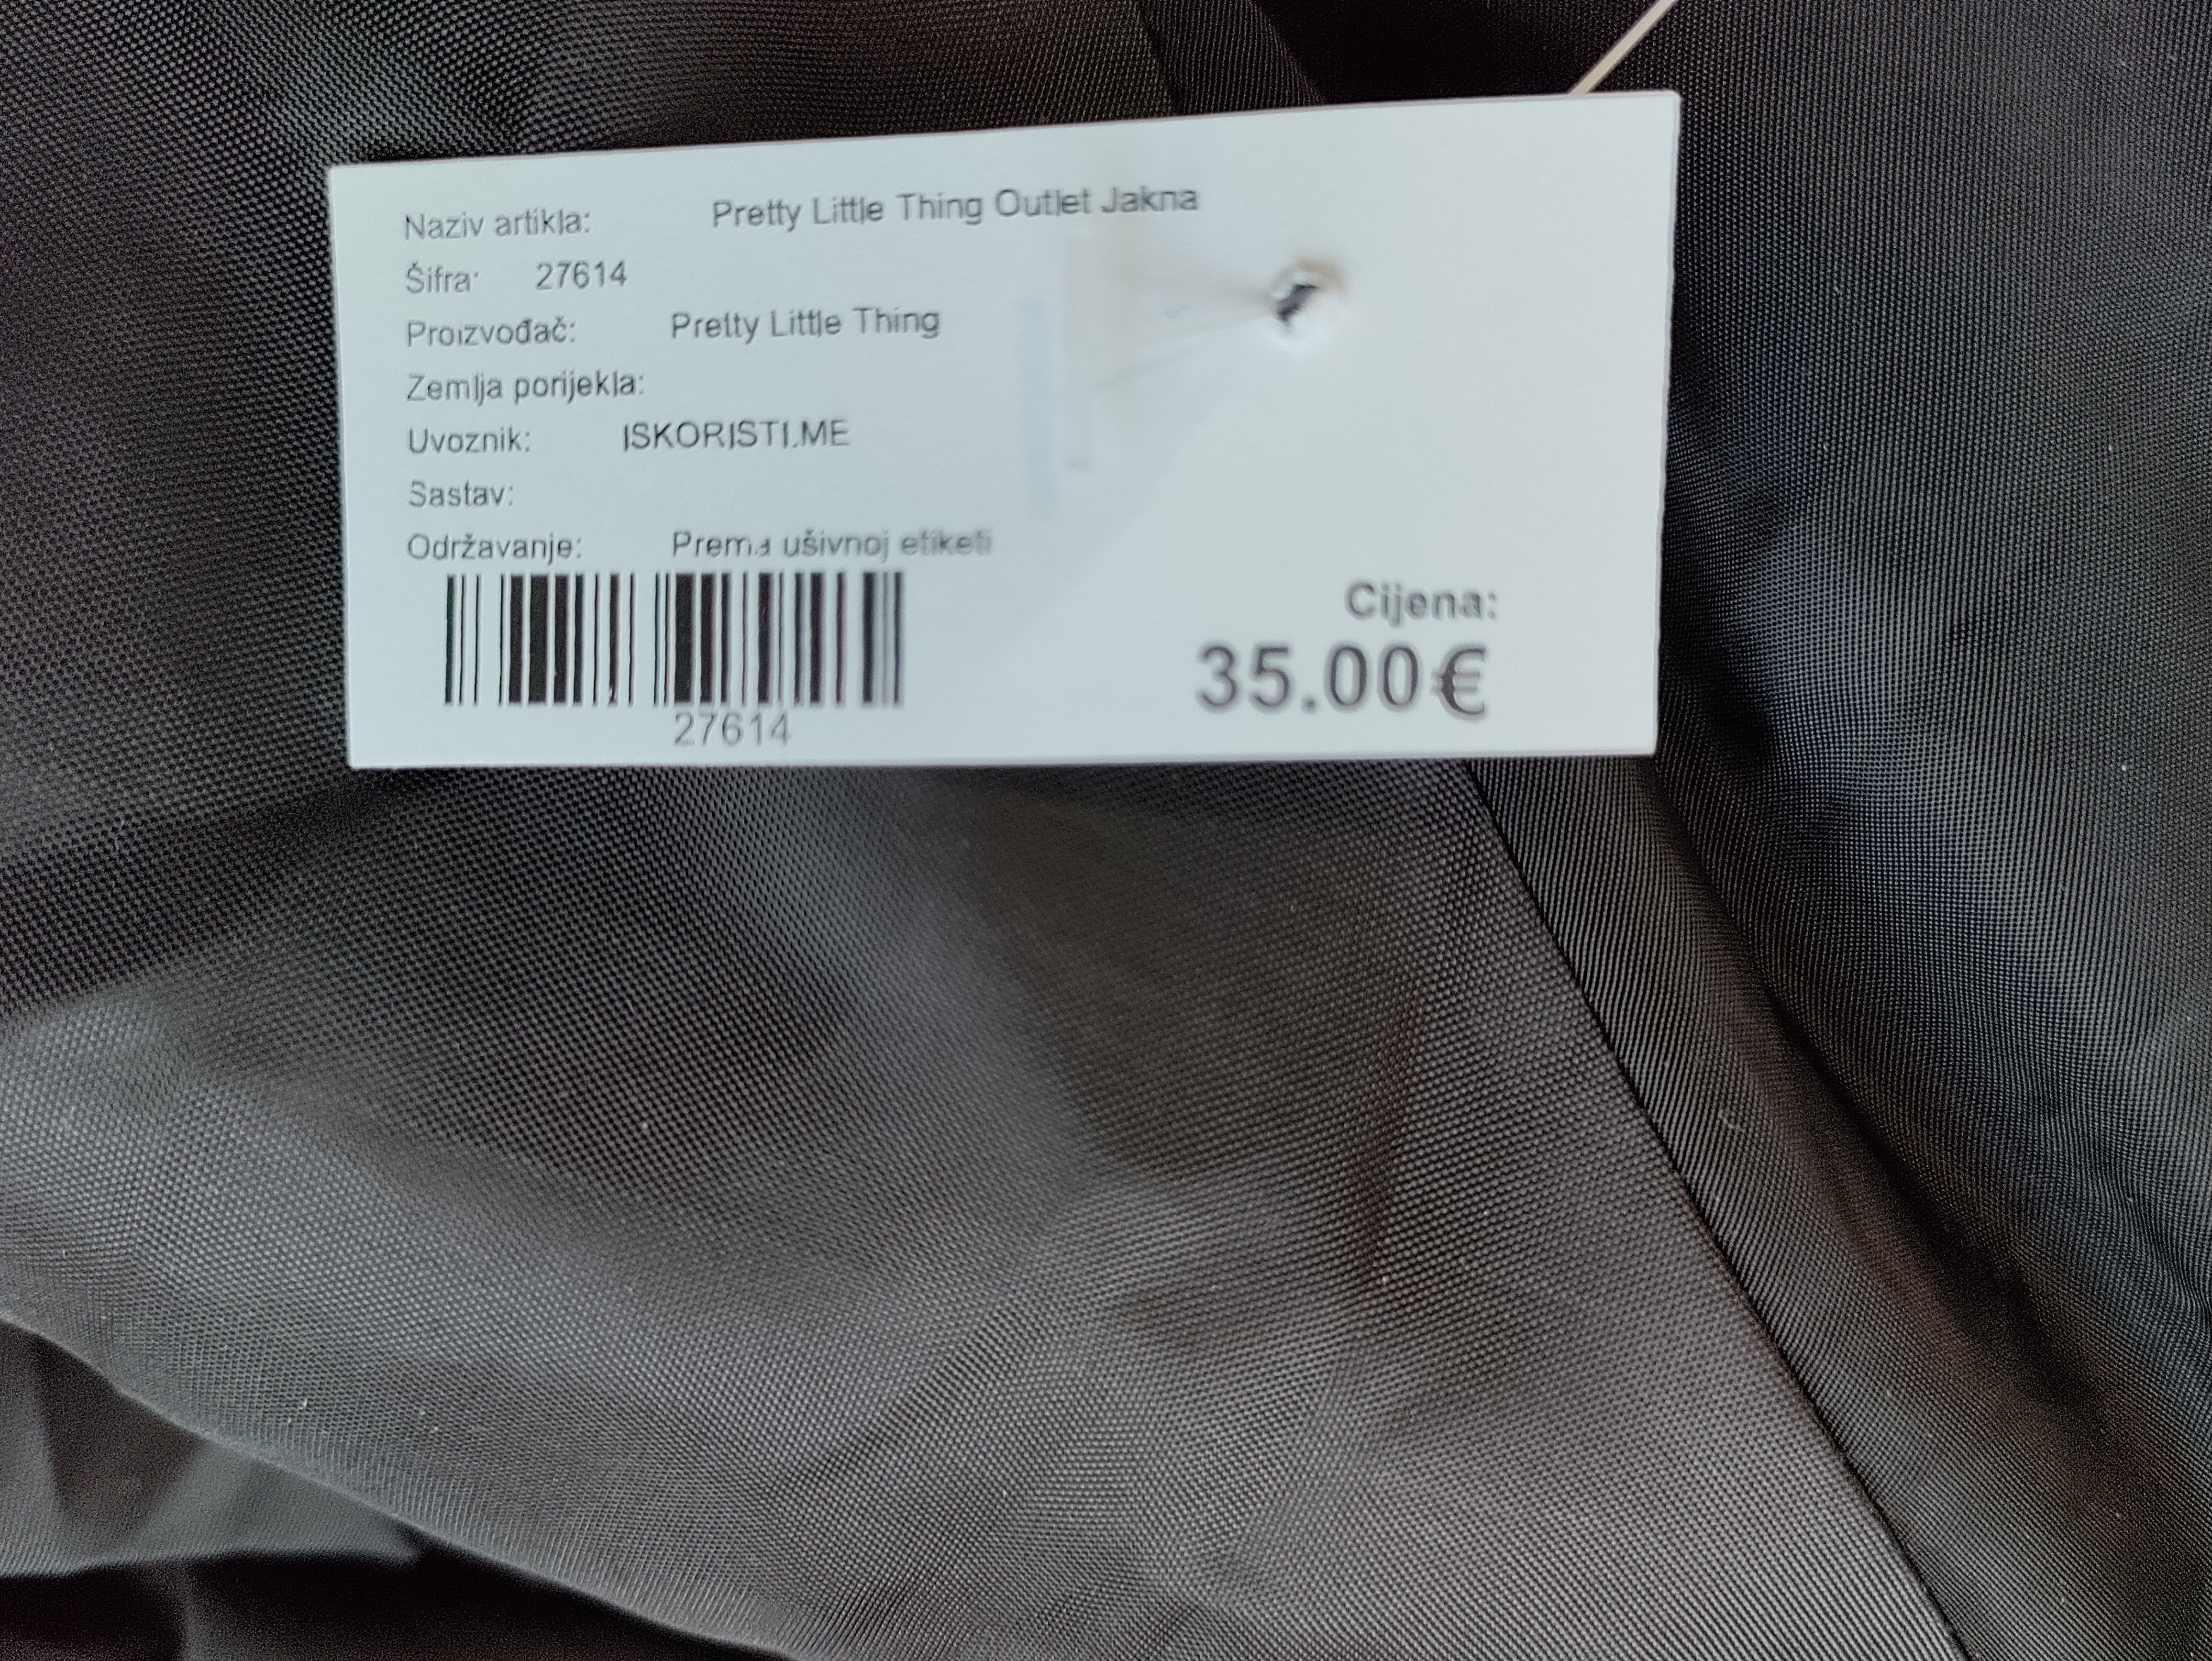 Naziv artikla: Pretty Little Thing Outlet Jakna
Šifra: 27614
Proizvođač: Pretty Little Thing
Zemlja porijekla:
Uvoznik: ISKORISTI.ME
Sastav:
Održavanje: Prema ušivnoj etiketi
27614
Cijena:
35.00€